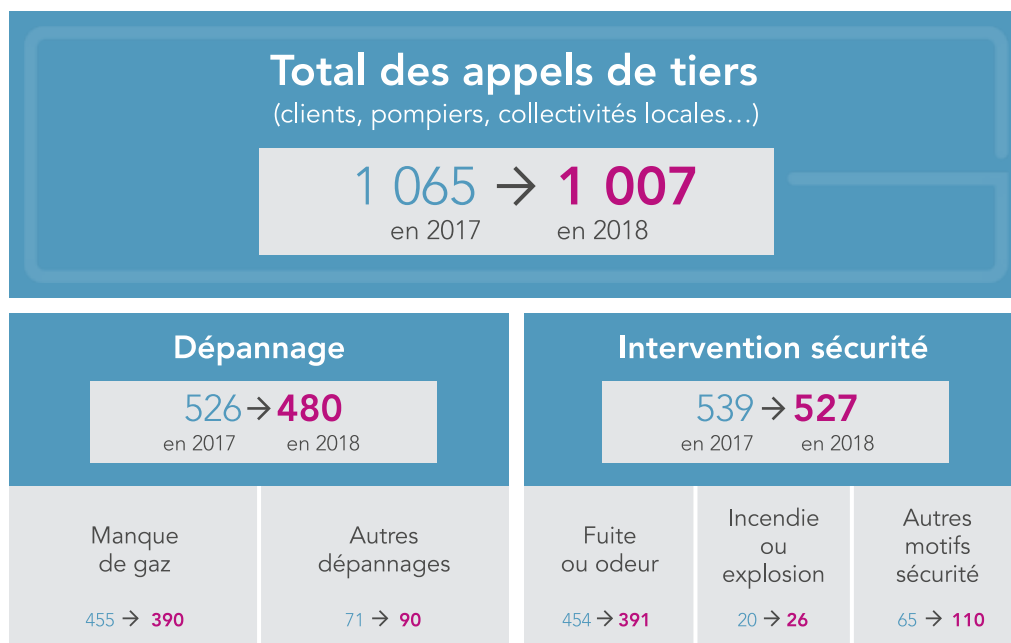 Total des appels de tiers
(clients, pompiers, collectivités locales…)
1 065 → 1 007
en 2017 en 2018
Dépannage
526 → 480
en 2017 en 2018
Manque
de gaz
455 → 390
Autres
dépannages
71 → 90
Intervention sécurité
539 → 527
en 2017 en 2018
Fuite
ou odeur
454 → 391
Incendie
ou
explosion
20 → 26
Autres
motifs
sécurité
65 → 110